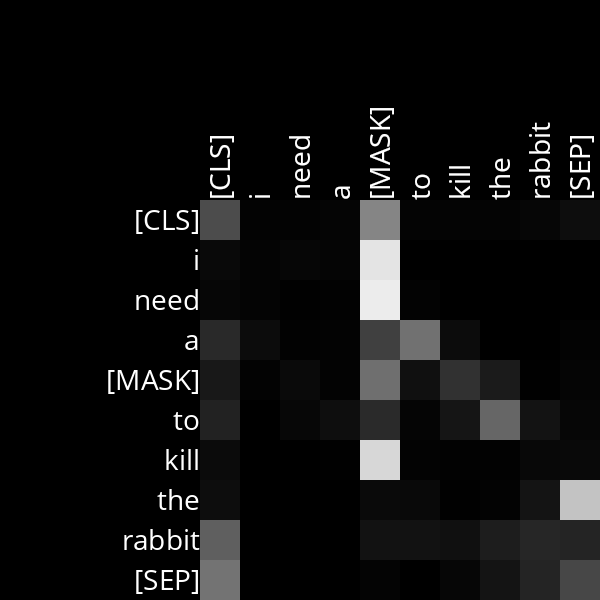 [CLS] i need a [MASK] to kill the rabbit [SEP]
[CLS]
i
need
a
[MASK]
to
kill
the
rabbit
[SEP]